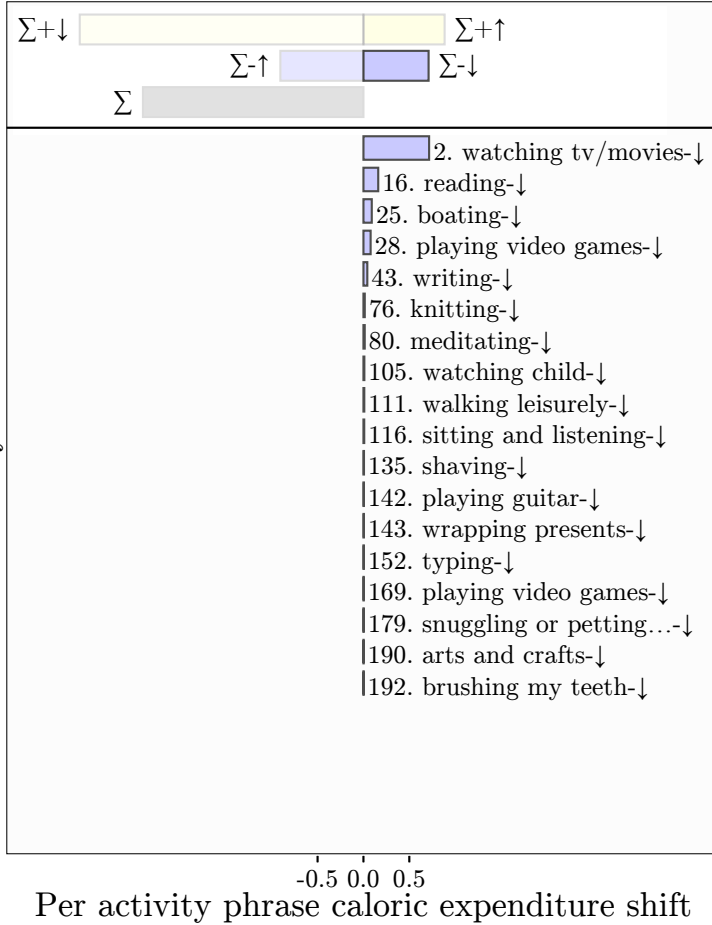 ∑+↓ ∑+↑
∑-↑ ∑-↓
∑
2. watching tv/movies-↓
16. reading-↓
25. boating-↓
28. playing video games-↓
43. writing-↓
76. knitting-↓
80. meditating-↓
105. watching child-↓
111. walking leisurely-↓
116. sitting and listening-↓
135. shaving-↓
142. playing guitar-↓
143. wrapping presents-↓
152. typing-↓
169. playing video games-↓
179. snuggling or petting...-↓
190. arts and crafts-↓
192. brushing my teeth-↓
-0.5 0.0 0.5
Per activity phrase caloric expenditure shift